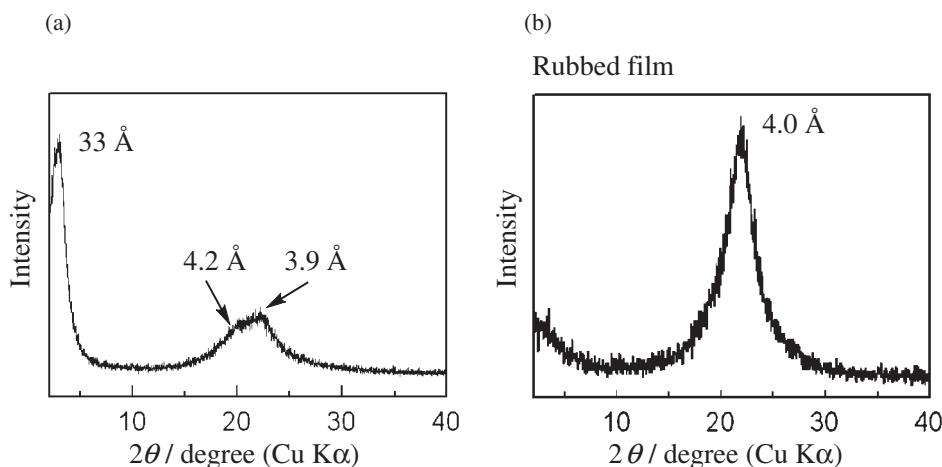 (a)
33 Å
4.2 Å
3.9 Å
Intensity
10
20
30
40
2θ / degree (Cu Kα)
(b)
Rubbed film
4.0 Å
Intensity
10
20
30
40
2θ / degree (Cu Kα)